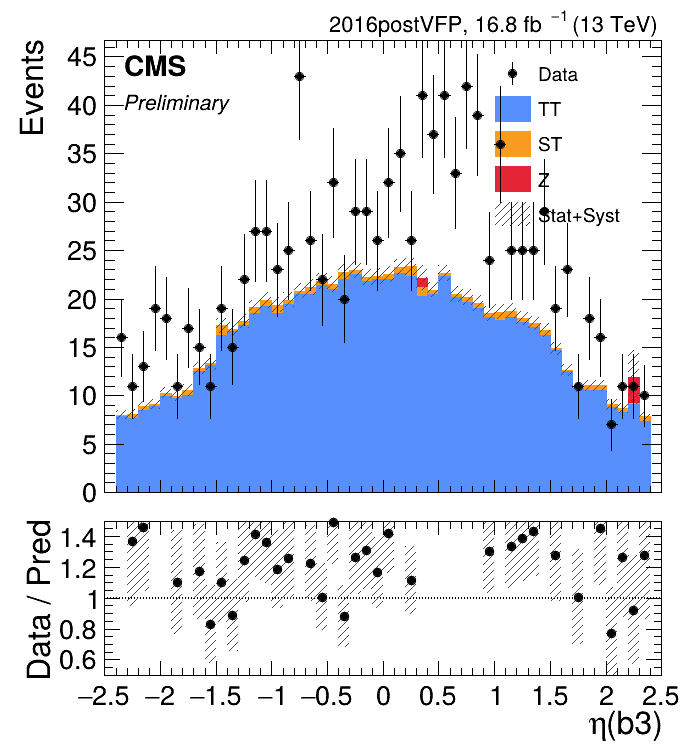 2016postVFP, 16.8 fb ⁻¹ (13 TeV)
CMS
Preliminary
Events
45
40
35
30
25
20
15
10
5
0
Data
TT
ST
Z
Stat+Syst
Data / Pred
1.4
1.2
1
0.8
0.6
−2.5 −2 −1.5 −1 −0.5 0 0.5 1 1.5 2 2.5
η(b3)